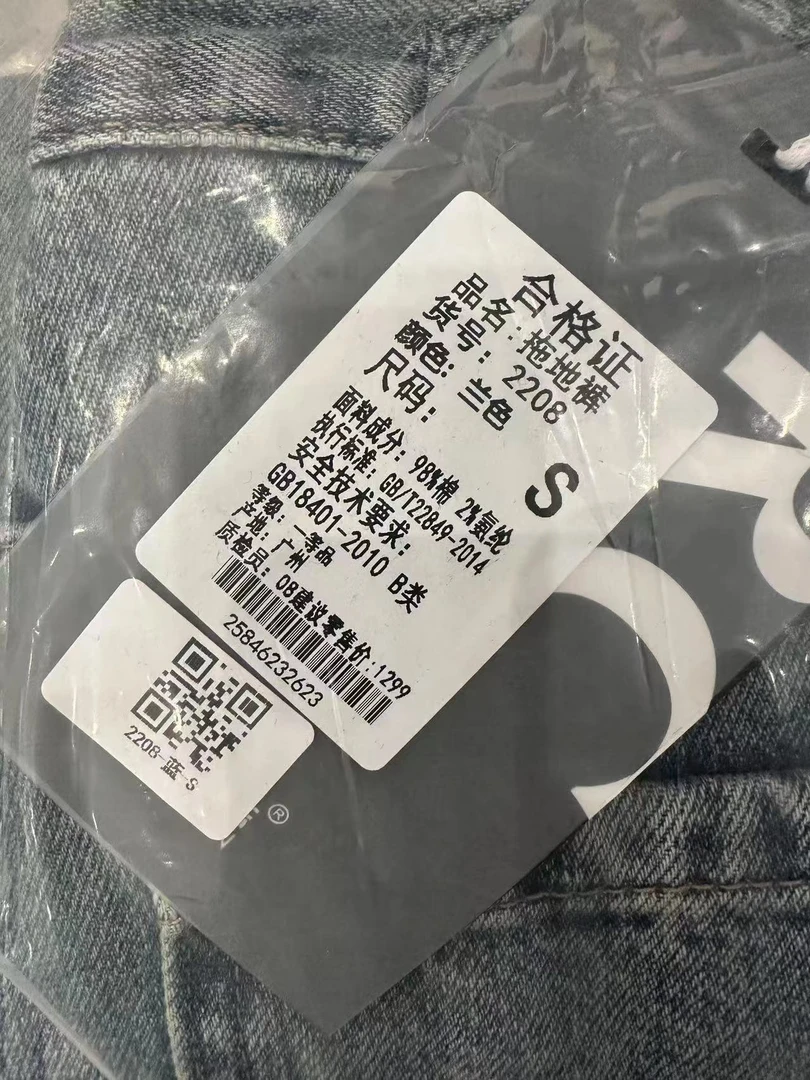 合格证
品名:拖地裤
货号: 2208
颜色: 兰色
尺码: S
面料成分: 98%棉 2%氨纶
执行标准: GB/T22849-2014
安全技术要求:
GB18401-2010 B类
等级: 一等品
产地: 广州
质检员: 08建议零售价:1299
25846232623
2208-蓝-S
®